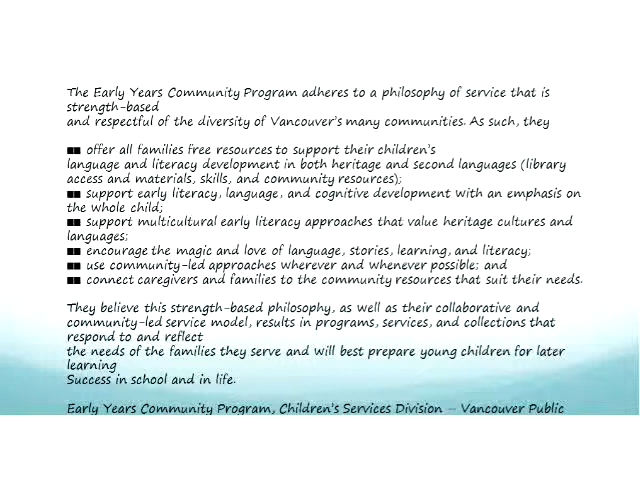 The Early Years Community Program adheres to a philosophy of service that is
strength-based
and respectful of the diversity of Vancouver's many communities. As such, they
■■ offer all families free resources to support their children's
language and literacy development in both heritage and second languages (library
access and materials, skills, and community resources);
■■ support early literacy, language, and cognitive development with an emphasis on
the whole child;
■■ support multicultural early literacy approaches that value heritage cultures and
languages;
■■ encourage the magic and love of language, stories, learning, and literacy;
■■ use community-led approaches wherever and whenever possible; and
■■ connect caregivers and families to the community resources that suit their needs.
They believe this strength-based philosophy, as well as their collaborative and
community-led service model, results in programs, services, and collections that
respond to and reflect
the needs of the families they serve and will best prepare young children for later
learning
Success in school and in life.
Early Years Community Program, Children's Services Division – Vancouver Public